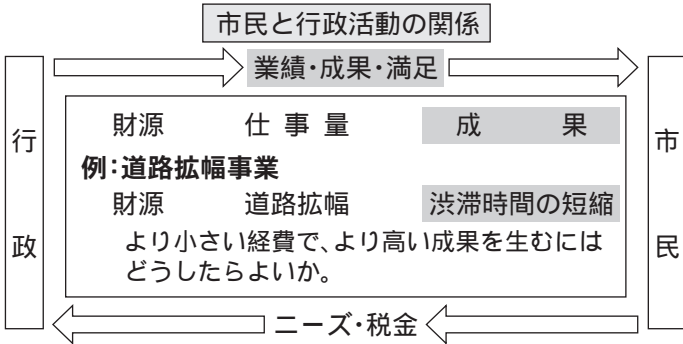 市民と行政活動の関係
業績・成果・満足
行政
市民
財源 仕事量 成果
例：道路拡幅事業
財源 道路拡幅 渋滞時間の短縮
より小さい経費で、より高い成果を生むには
どうしたらよいか。
ニーズ・税金